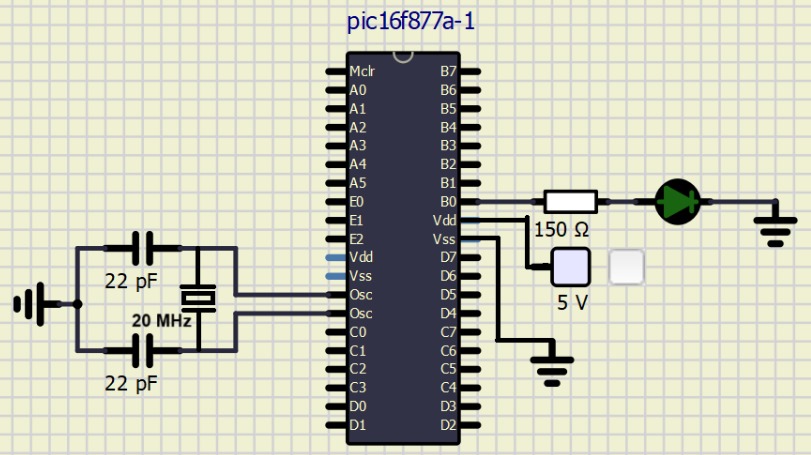 pic16f877a-1
Mclr B7
A0 B6
A1 B5
A2 B4
A3 B3
A4 B2
A5 B1
E0 B0
E1 Vdd
150 Ω
E2 Vss
Vdd D7
Vss D6
22 pF
Osc D5
5 V
Osc D4
20 MHz
C0 C7
C1 C6
C2 C5
22 pF
C3 C4
D0 D3
D1 D2